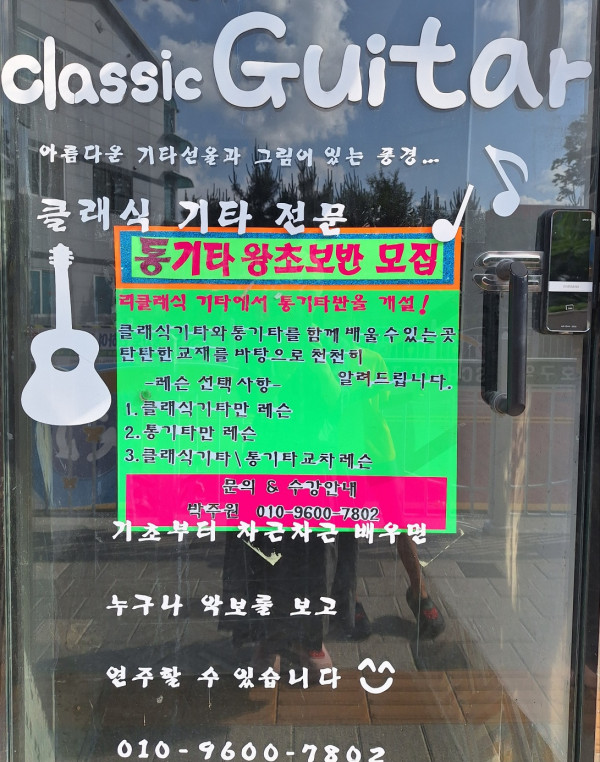 classic Guitar
아름다운 기타선율과 그림이 있는 풍경...
클래식 기타 전문
통기타 왕초보반 모집
리클래식 기타에서 통기타반을 개설!
클래식기타와 통기타를 함께 배울 수 있는곳
탄탄한 교재를 바탕으로 천천히
알려드립니다.
-레슨 선택사항-
1. 클래식기타만 레슨
2. 통기타만 레슨
3. 클래식기타\통기타교차레슨
문의 & 수강안내
박주원 010-9600-7802
기초부터 차근차근 배우면
누구나 악보를 보고
연주할 수 있습니다
010-9600-7802